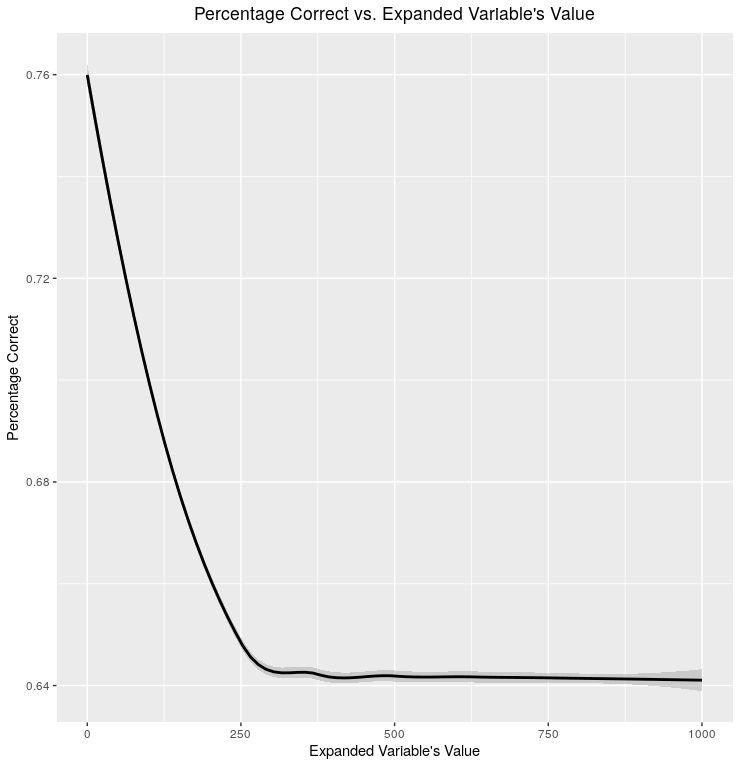 Percentage Correct vs. Expanded Variable's Value
0.76
0.72
0.68
0.64
Percentage Correct
0 250 500 750 1000
Expanded Variable's Value